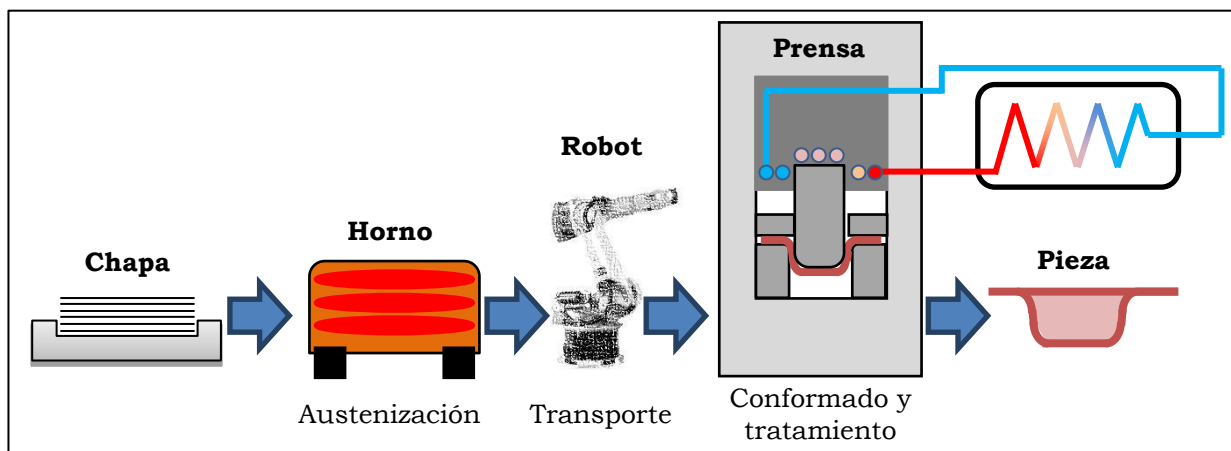 Chapa
Horno
Austenización
Robot
Transporte
Prensa
Conformado y
tratamiento
Pieza